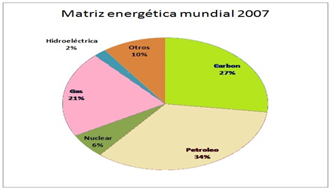 Matriz energética mundial 2007
Hidroeléctrica
2%
Otros
10%
Carbon
27%
Gas
21%
Nuclear
6%
Petroleo
34%